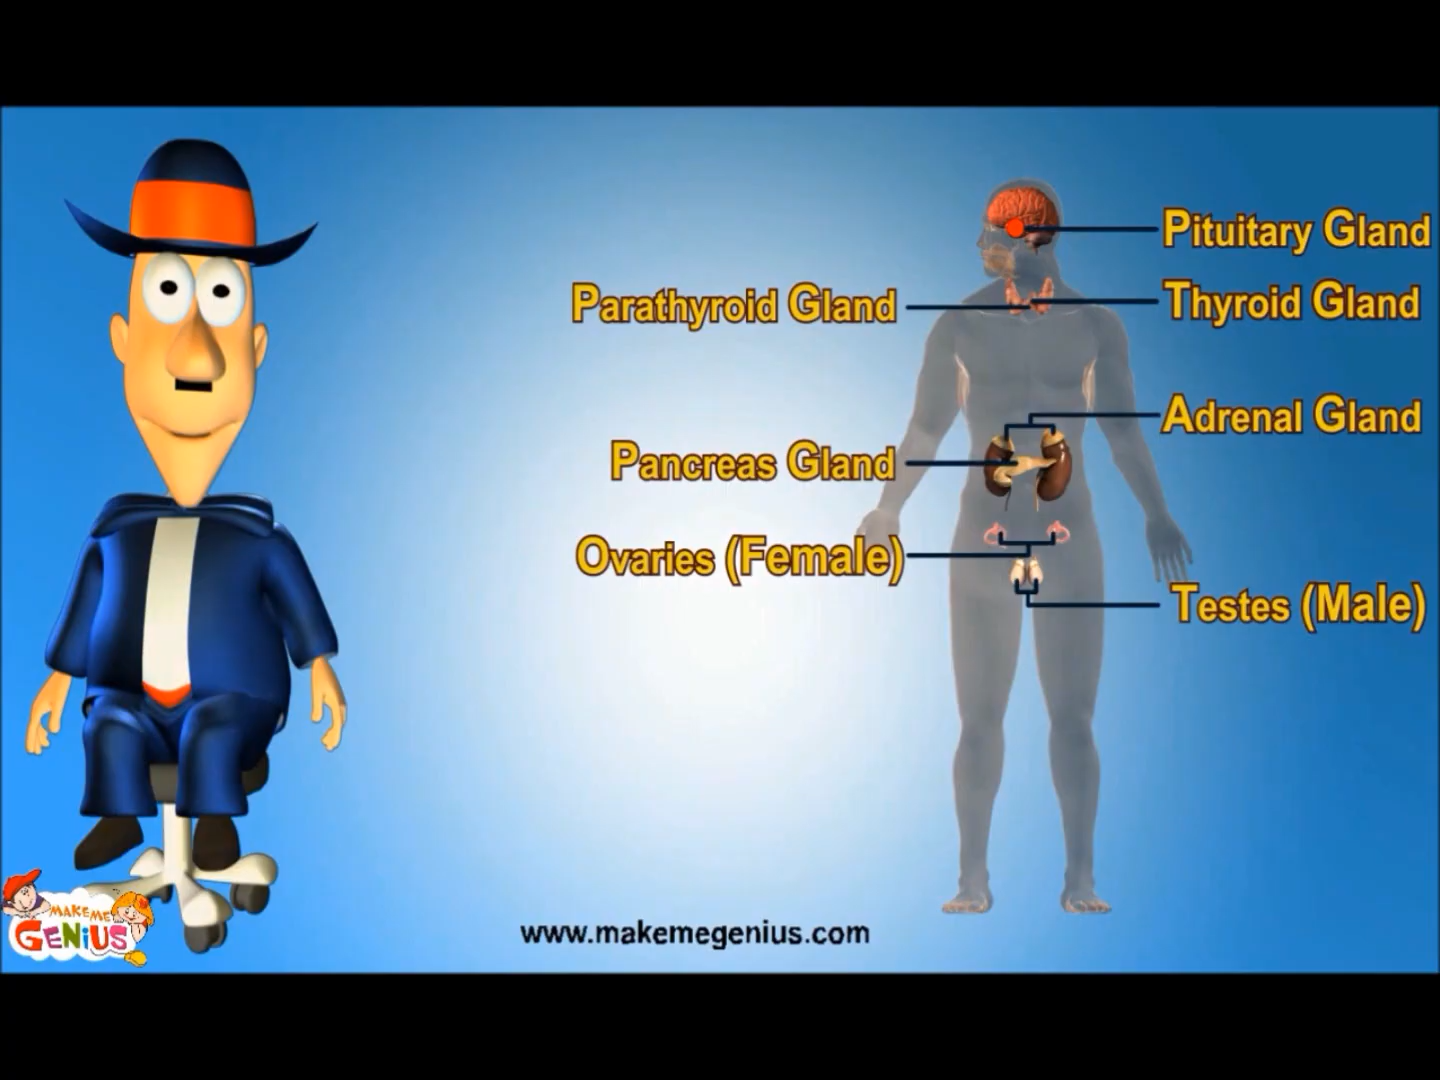 Pituitary Gland
Parathyroid Gland
Thyroid Gland
Adrenal Gland
Pancreas Gland
Ovaries (Female)
Testes (Male)
MAKE ME
GENiUS
www.makemegenius.com